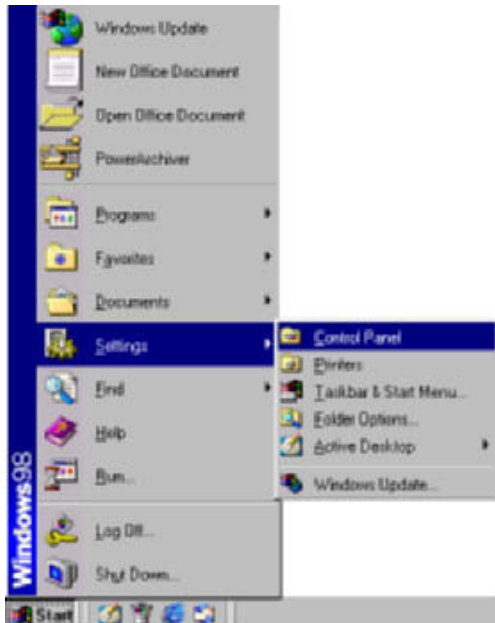 Windows Update
New Office Document
Open Office Document
PowerArchiver
Programs
Favorites
Documents
Settings
Find
Help
Run...
Log Off...
Shut Down...
Control Panel
Printers
Taskbar & Start Menu...
Folder Options...
Active Desktop
Windows Update...
Windows98
Start